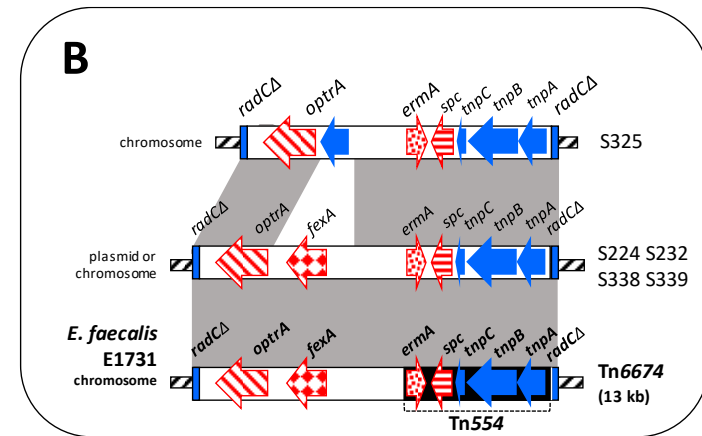 B
radCΔ optrA ermA spc tnpC tnpB tnpA radCΔ
chromosome
S325
radCΔ optrA fexA ermA spc tnpC tnpB tnpA radCΔ
plasmid or
chromosome
S224 S232
S338 S339
E. faecalis
E1731
chromosome
radCΔ optrA fexA ermA spc tnpC tnpB tnpA radCΔ
Tn6674
(13 kb)
Tn554